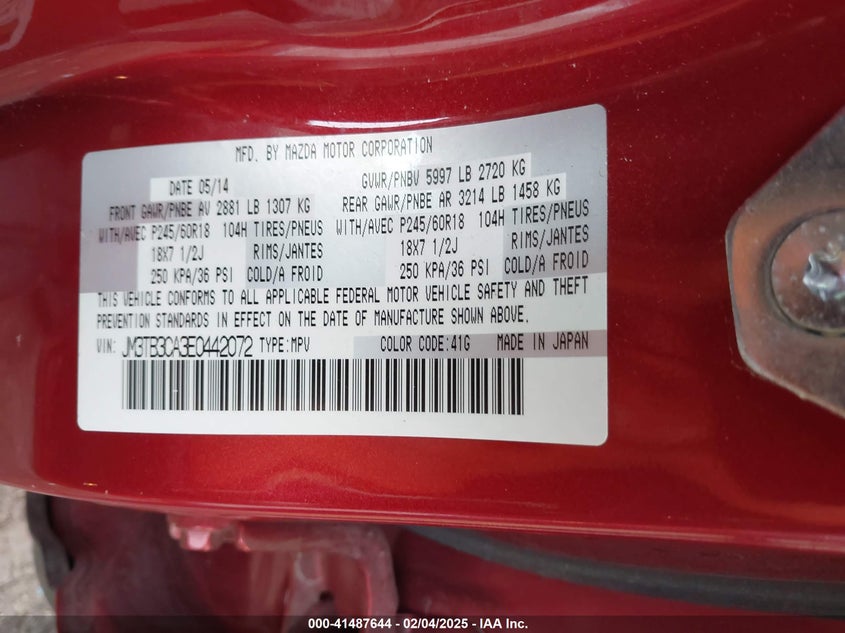 MFD. BY MAZDA MOTOR CORPORATION
DATE 05/14
GVWR/PNBV 5997 LB 2720 KG
FRONT GAWR/PNBE AV 2881 LB 1307 KG
REAR GAWR/PNBE AR 3214 LB 1458 KG
WITH/AVEC P245/60R18 104H TIRES/PNEUS
WITH/AVEC P245/60R18 104H TIRES/PNEUS
18X7 1/2J RIMS/JANTES
18X7 1/2J RIMS/JANTES
250 KPA/36 PSI COLD/A FROID
250 KPA/36 PSI COLD/A FROID
THIS VEHICLE CONFORMS TO ALL APPLICABLE FEDERAL MOTOR VEHICLE SAFETY AND THEFT
PREVENTION STANDARDS IN EFFECT ON THE DATE OF MANUFACTURE SHOWN ABOVE.
VIN: JM3TB3CA3E0442072 TYPE:MPV COLOR CODE:41G MADE IN JAPAN
000-41487644 - 02/04/2025 - IAA Inc.